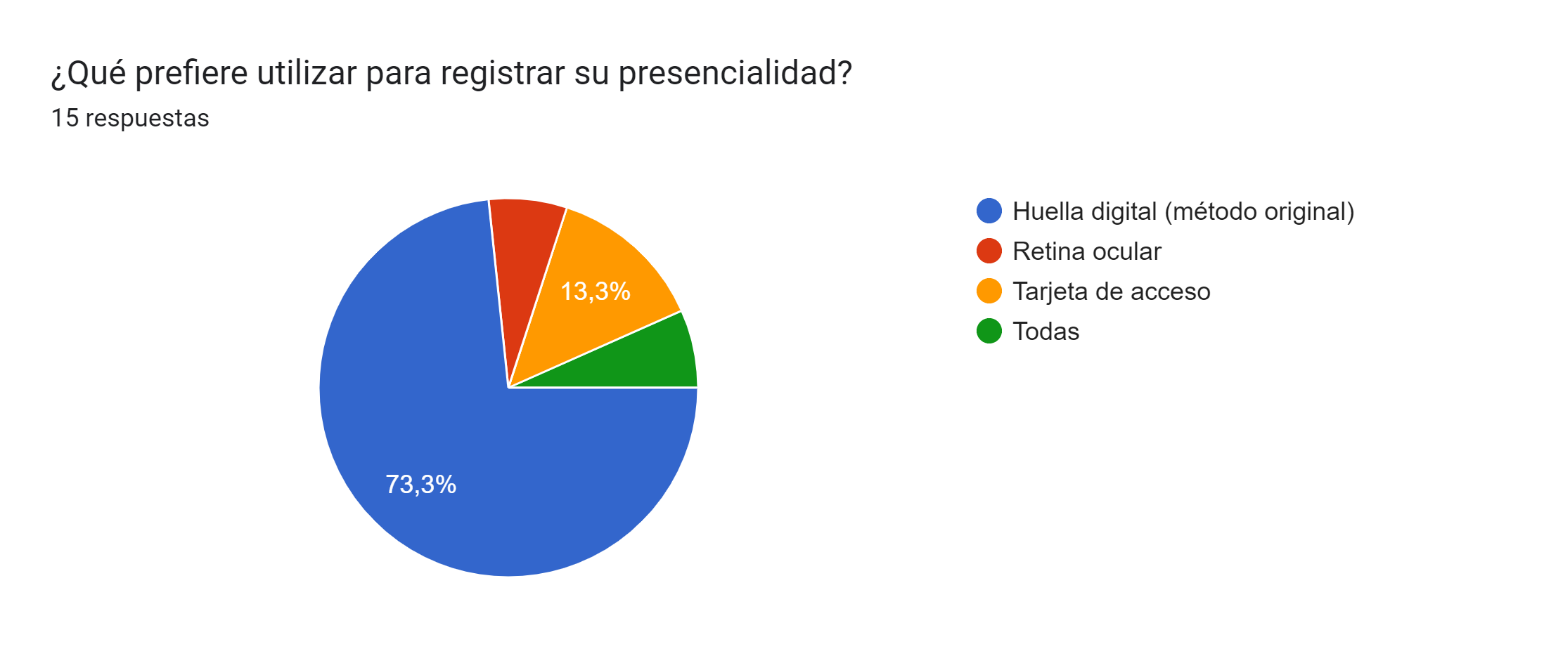 ¿Qué prefiere utilizar para registrar su presencialidad?
15 respuestas
13,3%
73,3%
Huella digital (método original)
Retina ocular
Tarjeta de acceso
Todas